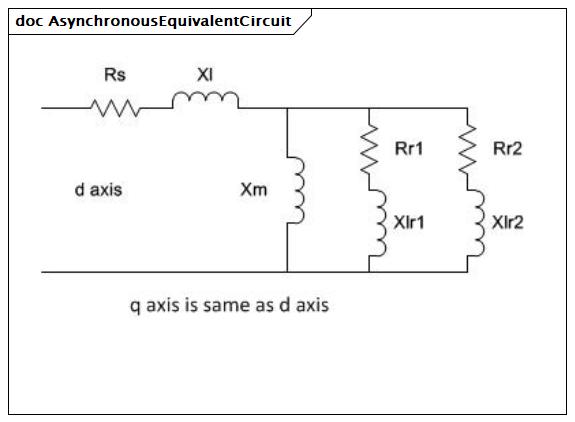 doc AsynchronousEquivalentCircuit
Rs
Xl
Rr1
Rr2
d axis
Xm
Xlr1
Xlr2
q axis is same as d axis